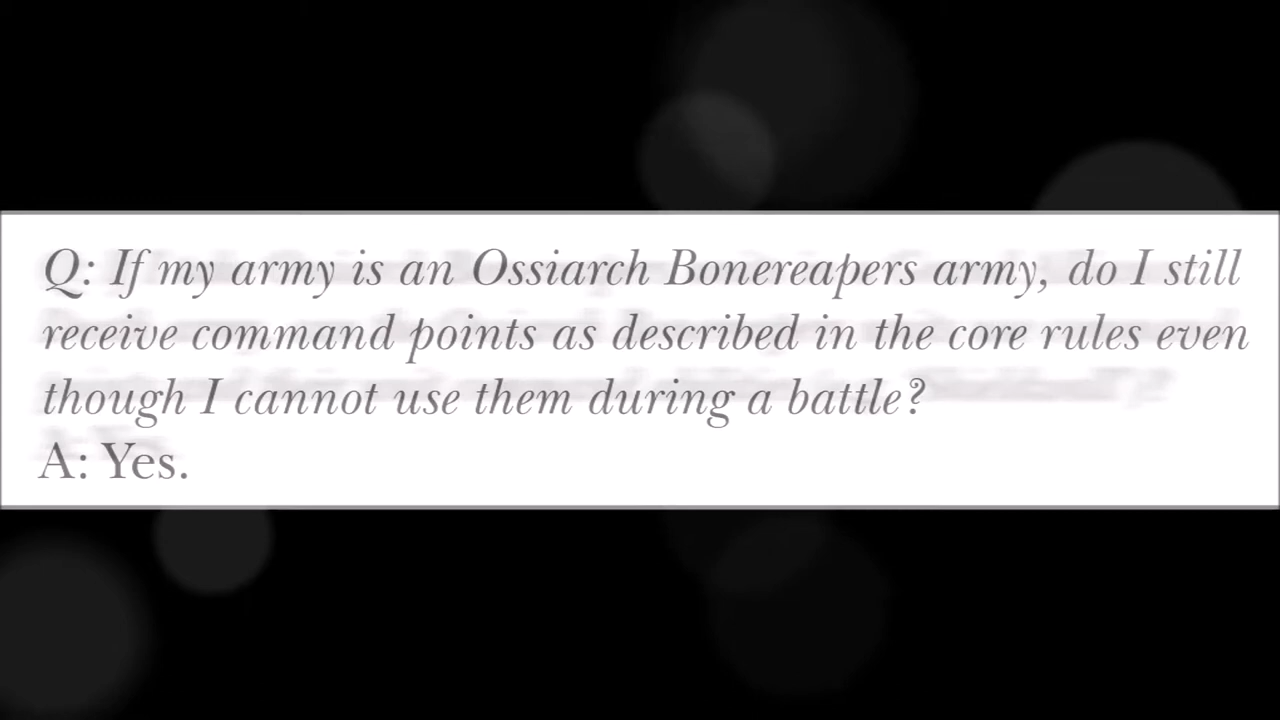 Q: If my army is an Ossiarch Bonereapers army, do I still
receive command points as described in the core rules even
though I cannot use them during a battle?
A: Yes.